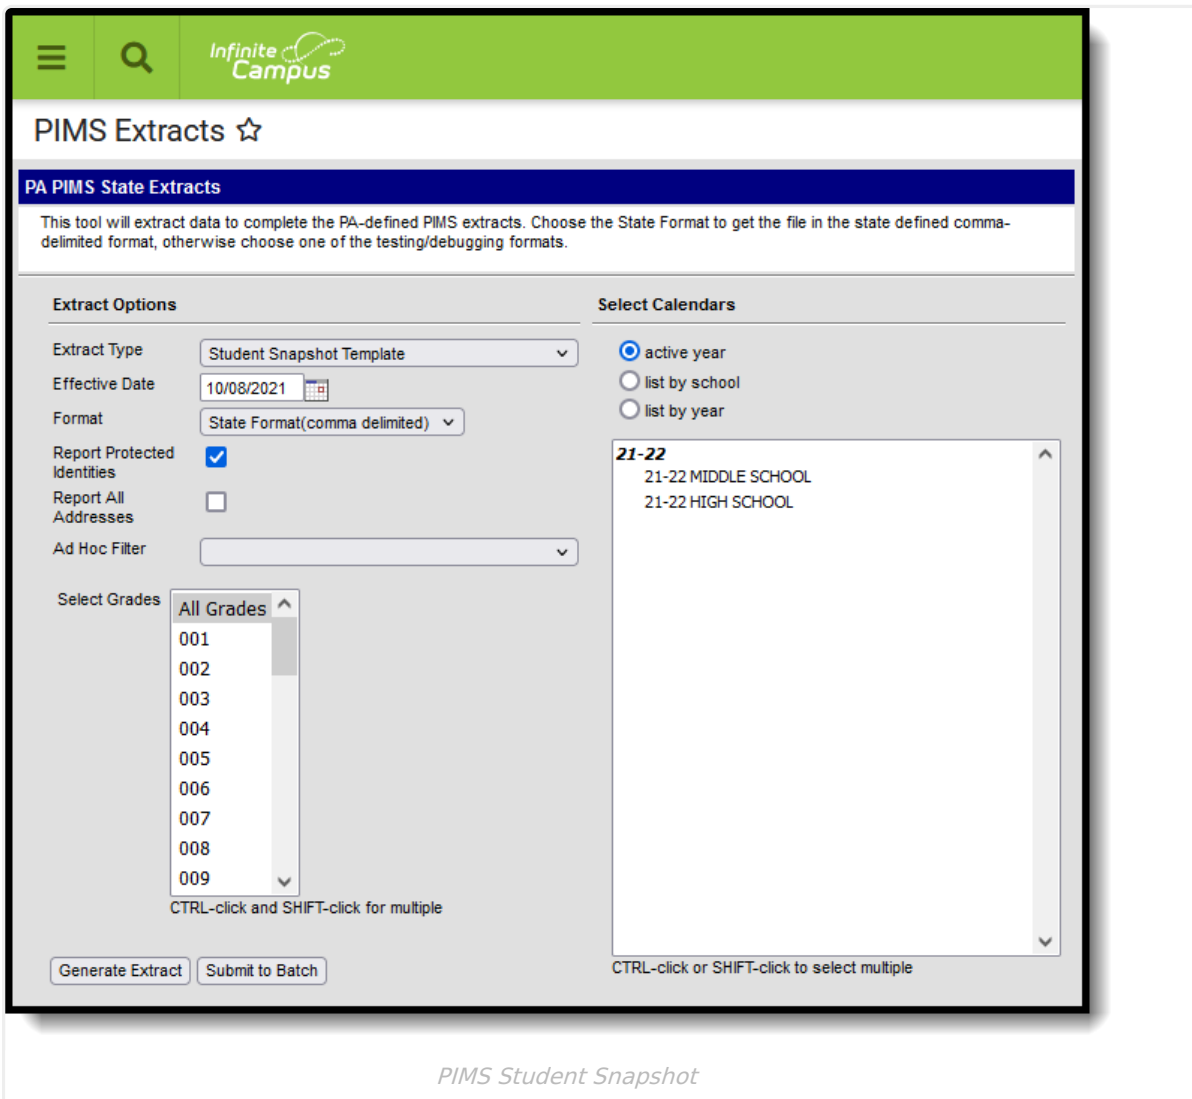 Infinite
Campus
PIMS Extracts
PA PIMS State Extracts
This tool will extract data to complete the PA-defined PIMS extracts. Choose the State Format to get the file in the state defined comma-
delimited format, otherwise choose one of the testing/debugging formats.
Extract Options
Extract Type
Student Snapshot Template
Effective Date
10/08/2021
Format
State Format(comma delimited)
Report Protected
Identities
Report All
Addresses
Ad Hoc Filter
Select Grades
All Grades
001
002
003
004
005
006
007
008
009
CTRL-click and SHIFT-click for multiple
Generate Extract
Submit to Batch
Select Calendars
active year
list by school
list by year
21-22
21-22 MIDDLE SCHOOL
21-22 HIGH SCHOOL
CTRL-click or SHIFT-click to select multiple
PIMS Student Snapshot